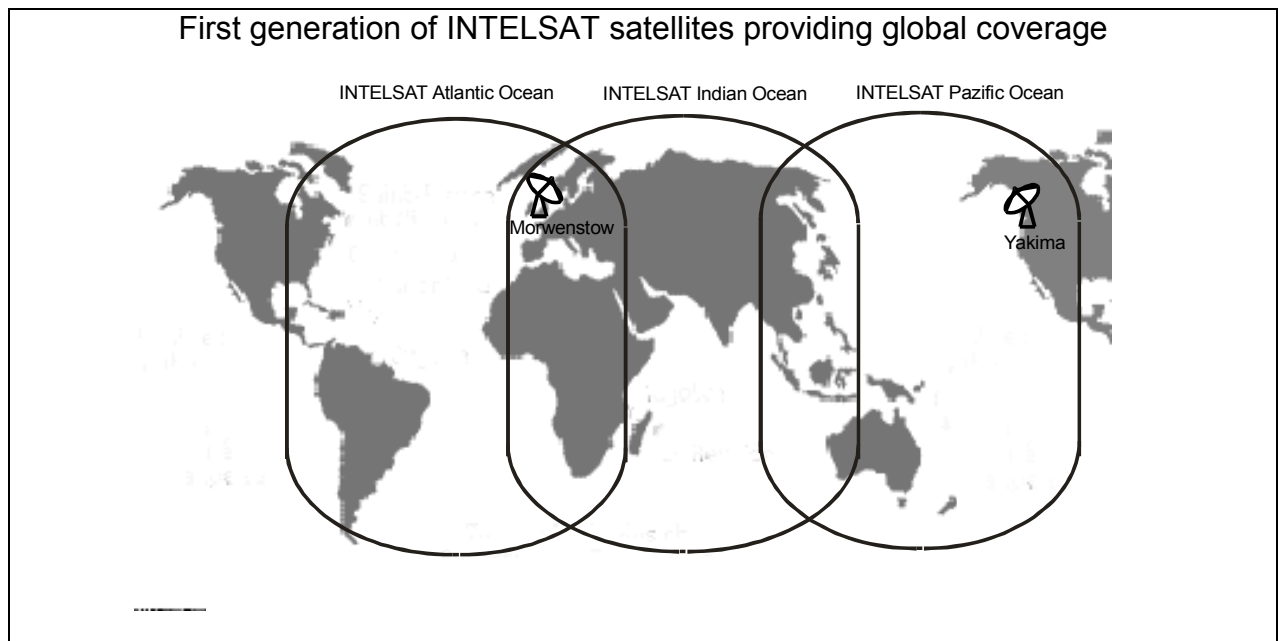 First generation of INTELSAT satellites providing global coverage
INTELSAT Atlantic Ocean
INTELSAT Indian Ocean
INTELSAT Pazific Ocean
Morwenstow
Yakima